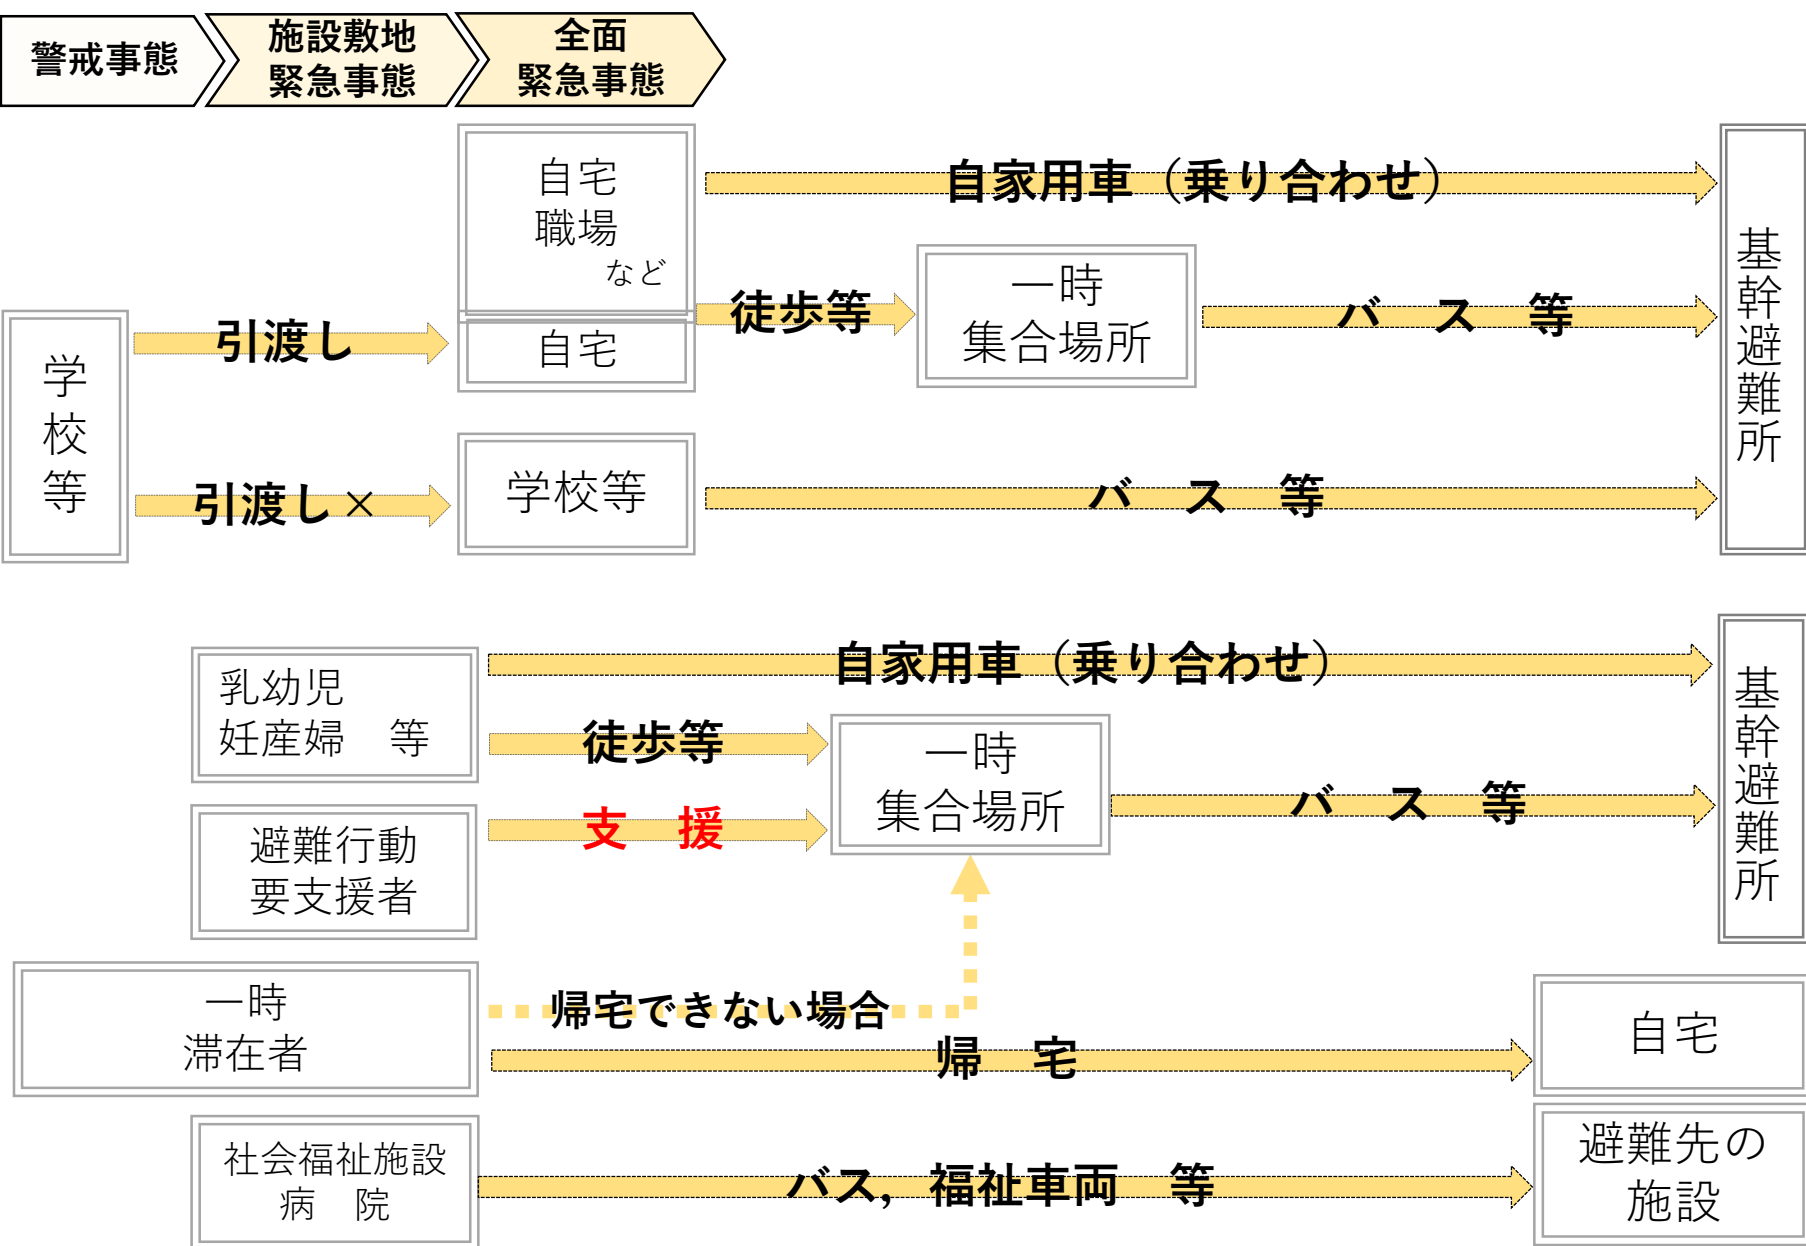 警戒事態
施設敷地
緊急事態
全面
緊急事態
自宅
職場
など
自家用車（乗り合わせ）
基幹避難所
学校等
引渡し
自宅
徒歩等
一時
集合場所
バ　ス　等
引渡し×
学校等
バ　ス　等
乳幼児
妊産婦　等
自家用車（乗り合わせ）
基幹避難所
徒歩等
一時
集合場所
避難行動
要支援者
支　援
バ　ス　等
一時
滞在者
帰宅できない場合
帰　宅
自宅
社会福祉施設
病　院
バス，福祉車両　等
避難先の
施設